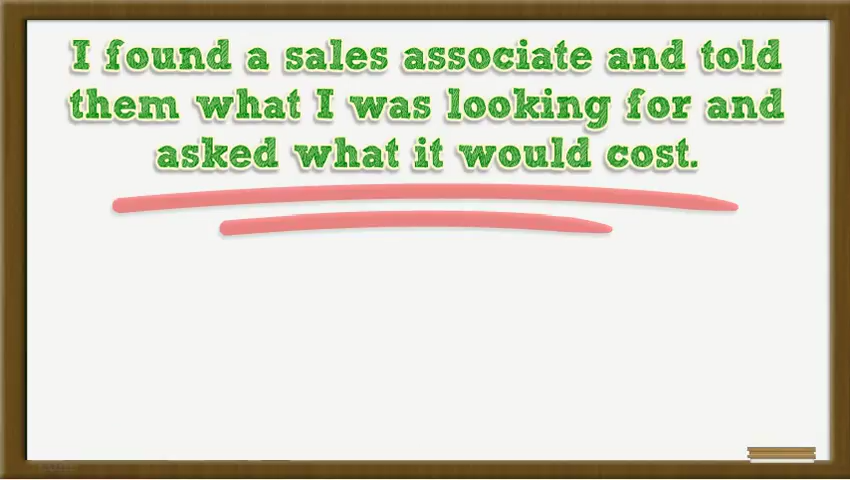 I found a sales associate and told
them what I was looking for and
asked what it would cost.